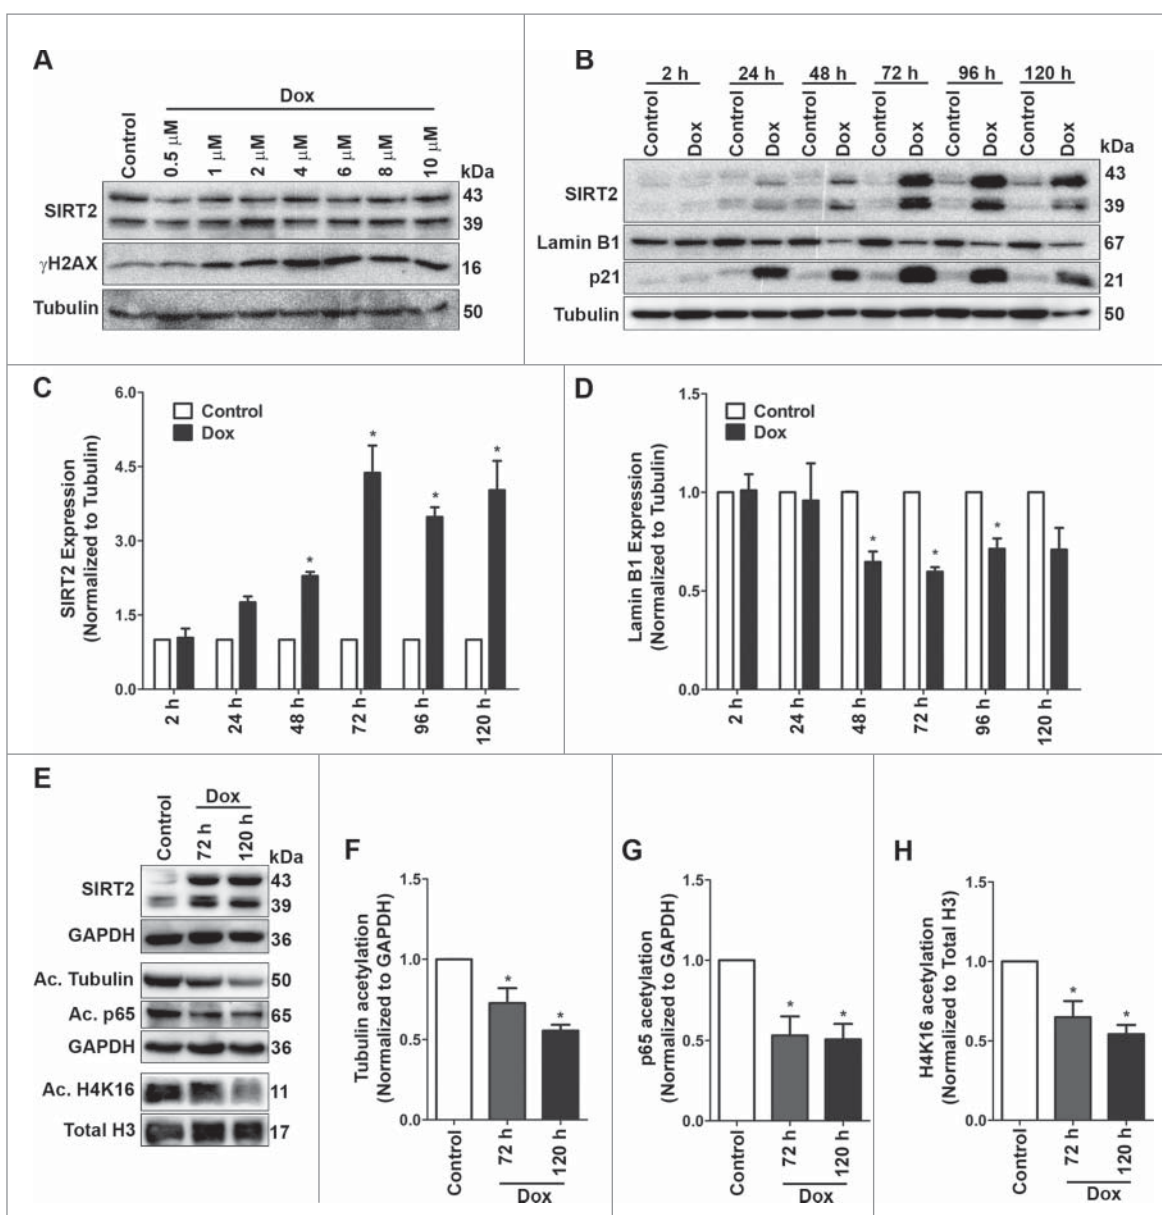 A
Dox
Control 0.5 µM 1 µM 2 µM 4 µM 6 µM 8 µM 10 µM kDa
SIRT2 43
39
γH2AX 16
Tubulin 50
B
2 h 24 h 48 h 72 h 96 h 120 h
Control Dox Control Dox Control Dox Control Dox Control Dox Control Dox kDa
SIRT2 43
39
Lamin B1 67
p21 21
Tubulin 50
C
SIRT2 Expression
(Normalized to Tubulin)
6.0
4.5
3.0
1.5
0.0
Control
Dox
* * * *
2 h 24 h 48 h 72 h 96 h 120 h
D
Lamin B1 Expression
(Normalized to Tubulin)
1.5
1.0
0.5
0.0
Control
Dox
* * *
2 h 24 h 48 h 72 h 96 h 120 h
E
Dox
Control 72 h 120 h kDa
SIRT2 43
39
GAPDH 36
Ac. Tubulin 50
Ac. p65 65
GAPDH 36
Ac. H4K16 11
Total H3 17
F
Tubulin acetylation
(Normalized to GAPDH)
1.5
1.0
0.5
0.0
* *
Control 72 h 120 h
Dox
G
p65 acetylation
(Normalized to GAPDH)
1.5
1.0
0.5
0.0
* *
Control 72 h 120 h
Dox
H
H4K16 acetylation
(Normalized to Total H3)
1.5
1.0
0.5
0.0
* *
Control 72 h 120 h
Dox